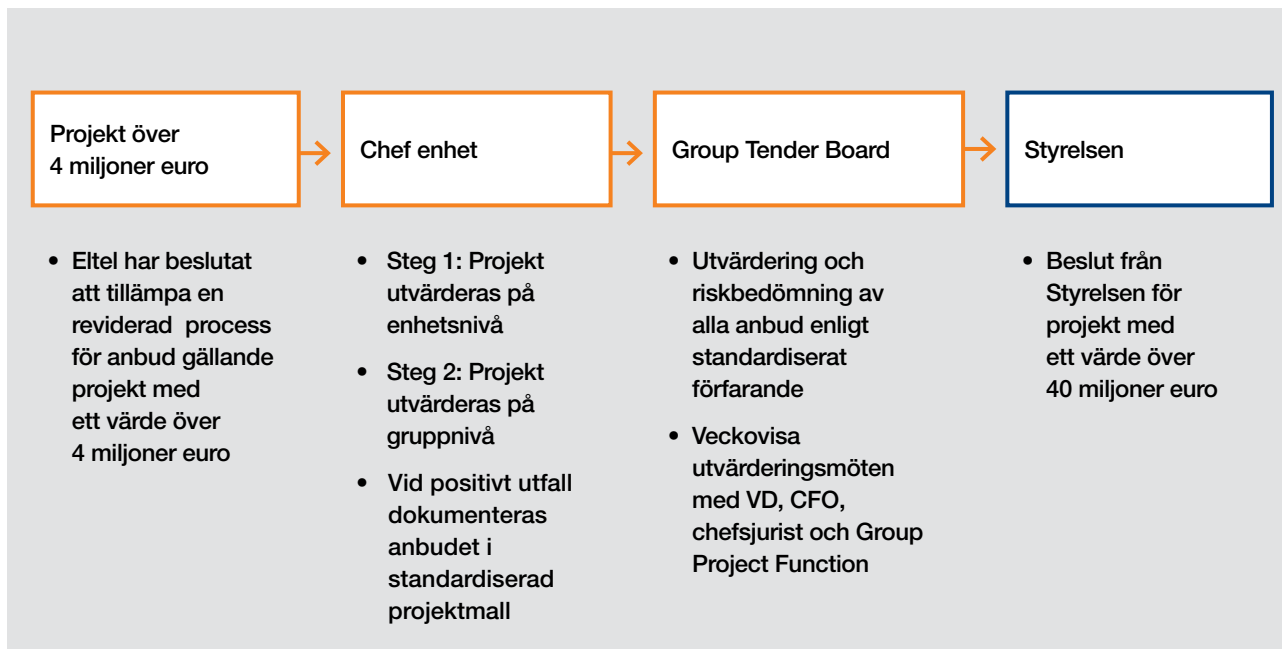 Projekt över
4 miljoner euro
Chef enhet
Group Tender Board
Styrelsen
• Eltel har beslutat
att tillämpa en
reviderad process
för anbud gällande
projekt med
ett värde över
4 miljoner euro
• Steg 1: Projekt
utvärderas på
enhetsnivå
• Steg 2: Projekt
utvärderas på
gruppnivå
• Vid positivt utfall
dokumenteras
anbudet i
standardiserad
projektmall
• Utvärdering och
riskbedömning av
alla anbud enligt
standardiserat
förfarande
• Veckovisa
utvärderingsmöten
med VD, CFO,
chefsjurist och Group
Project Function
• Beslut från
Styrelsen för
projekt med
ett värde över
40 miljoner euro